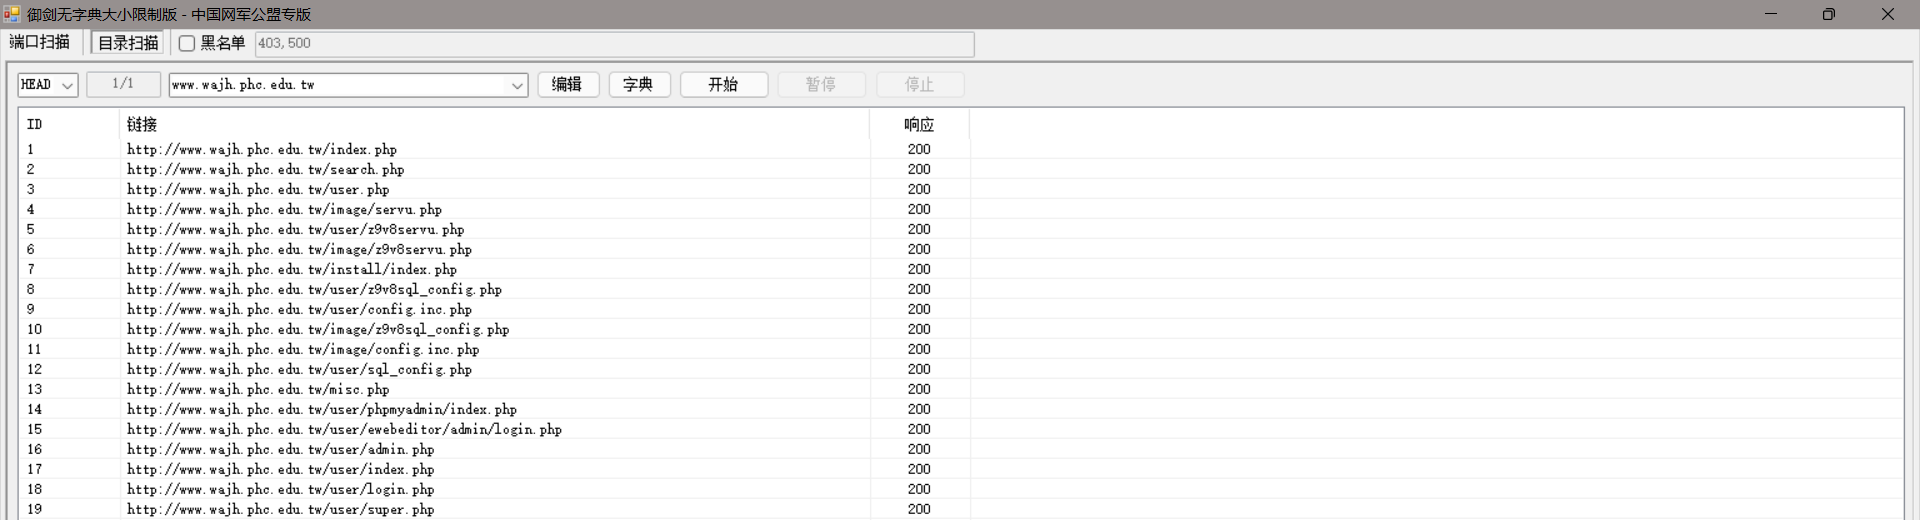 御剑无字典大小限制版 - 中国网军公盟专版
端口扫描 目录扫描 黑名单 403,500
HEAD 1/1 www.wajh.phc.edu.tw 编辑 字典 开始 暂停 停止
ID 链接 响应
1 http://www.wajh.phc.edu.tw/index.php 200
2 http://www.wajh.phc.edu.tw/search.php 200
3 http://www.wajh.phc.edu.tw/user.php 200
4 http://www.wajh.phc.edu.tw/image/servu.php 200
5 http://www.wajh.phc.edu.tw/user/z9v8servu.php 200
6 http://www.wajh.phc.edu.tw/image/z9v8servu.php 200
7 http://www.wajh.phc.edu.tw/install/index.php 200
8 http://www.wajh.phc.edu.tw/user/z9v8sql_config.php 200
9 http://www.wajh.phc.edu.tw/user/config.inc.php 200
10 http://www.wajh.phc.edu.tw/image/z9v8sql_config.php 200
11 http://www.wajh.phc.edu.tw/image/config.inc.php 200
12 http://www.wajh.phc.edu.tw/user/sql_config.php 200
13 http://www.wajh.phc.edu.tw/misc.php 200
14 http://www.wajh.phc.edu.tw/user/phpmyadmin/index.php 200
15 http://www.wajh.phc.edu.tw/user/ewebeditor/admin/login.php 200
16 http://www.wajh.phc.edu.tw/user/admin.php 200
17 http://www.wajh.phc.edu.tw/user/index.php 200
18 http://www.wajh.phc.edu.tw/user/login.php 200
19 http://www.wajh.phc.edu.tw/user/super.php 200